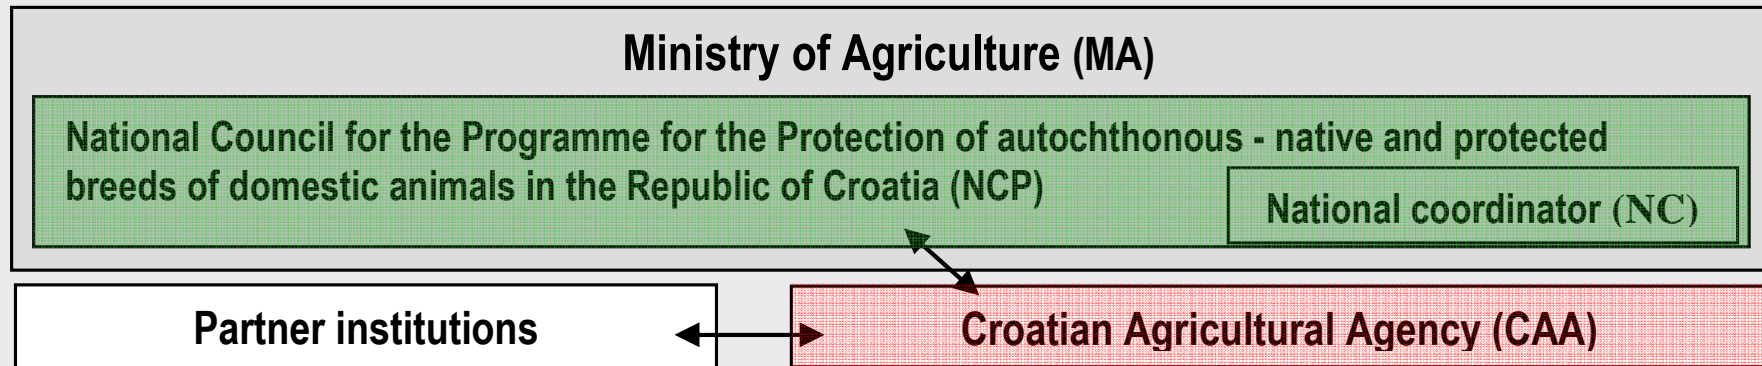 Ministry of Agriculture (MA)
National Council for the Programme for the Protection of autochthonous - native and protected
breeds of domestic animals in the Republic of Croatia (NCP)
National coordinator (NC)
Partner institutions
Croatian Agricultural Agency (CAA)